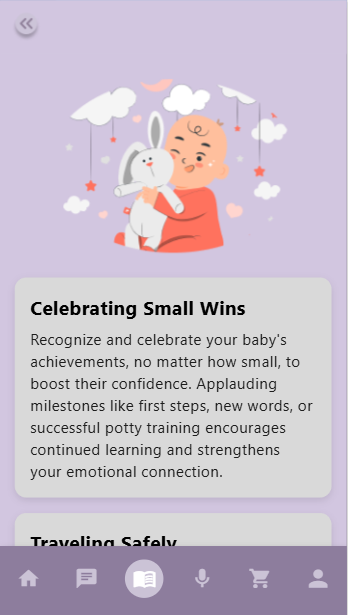 Celebrating Small Wins
Recognize and celebrate your baby's
achievements, no matter how small, to
boost their confidence. Applauding
milestones like first steps, new words, or
successful potty training encourages
continued learning and strengthens
your emotional connection.
Traveling Safely